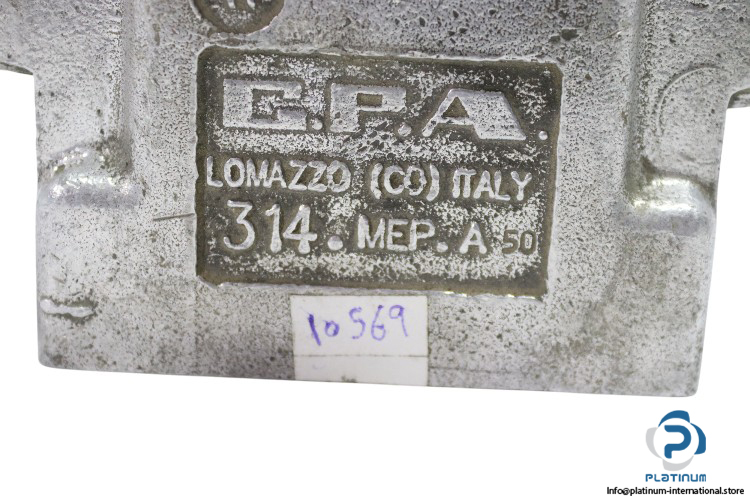 C.P.A.
LOMAZZO (CO) ITALY
314. MEP. A 50
10569
PLATINUM
Info@platinum-international.store